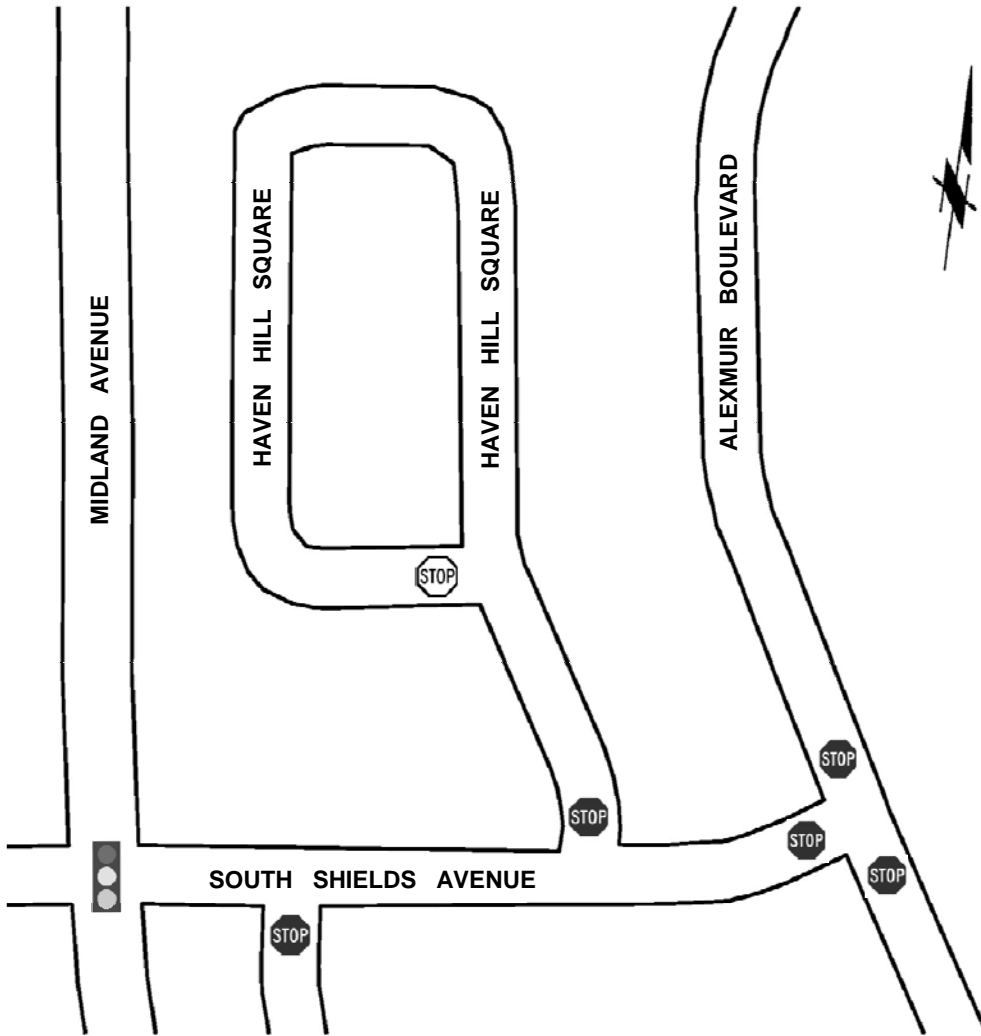 MIDLAND AVENUE
HAVEN HILL SQUARE
HAVEN HILL SQUARE
ALEXMUIR BOULEVARD
STOP
STOP
STOP
STOP
STOP
SOUTH SHIELDS AVENUE
STOP